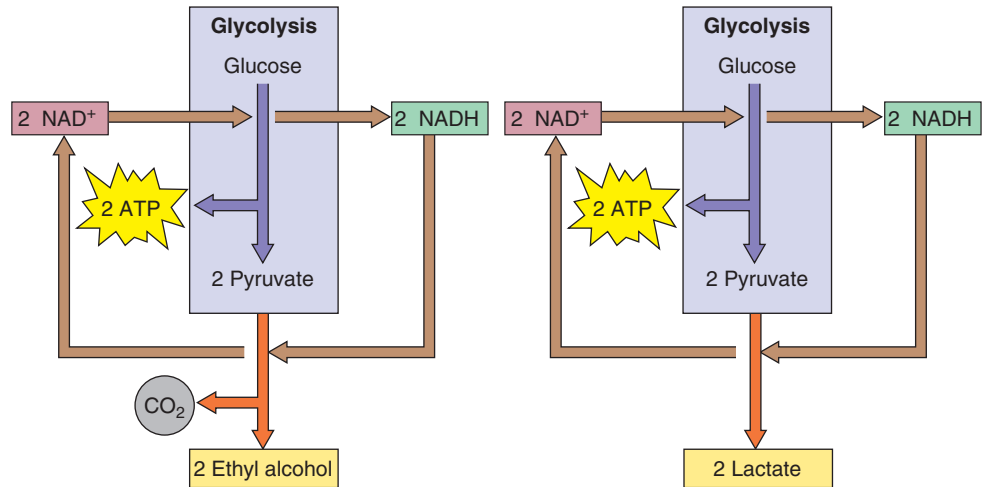 Glycolysis
Glucose
2 NAD⁺
2 NADH
2 ATP
2 Pyruvate
CO₂
2 Ethyl alcohol
Glycolysis
Glucose
2 NAD⁺
2 NADH
2 ATP
2 Pyruvate
2 Lactate